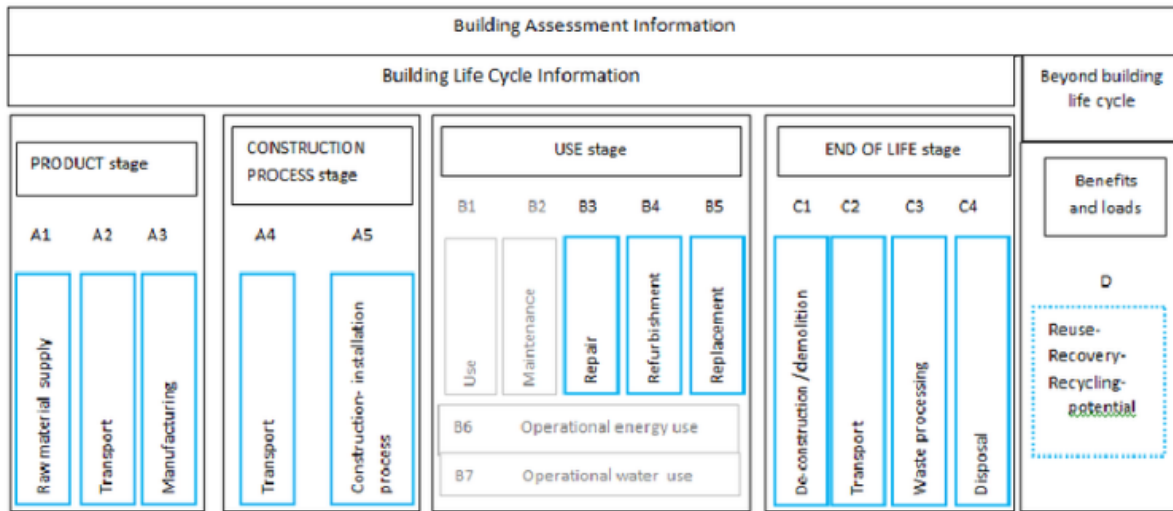 Building Assessment Information
Building Life Cycle Information
Beyond building
life cycle
PRODUCT stage
CONSTRUCTION
PROCESS stage
USE stage
END OF LIFE stage
Benefits
and loads
A1 A2 A3
A4 A5
B1 B2 B3 B4 B5
C1 C2 C3 C4
D
Raw material supply
Transport
Manufacturing
Transport
Construction- installation
process
Use
Maintenance
Repair
Refurbishment
Replacement
B6 Operational energy use
B7 Operational water use
De-construction /demolition
Transport
Waste processing
Disposal
Reuse-
Recovery-
Recycling-
potential